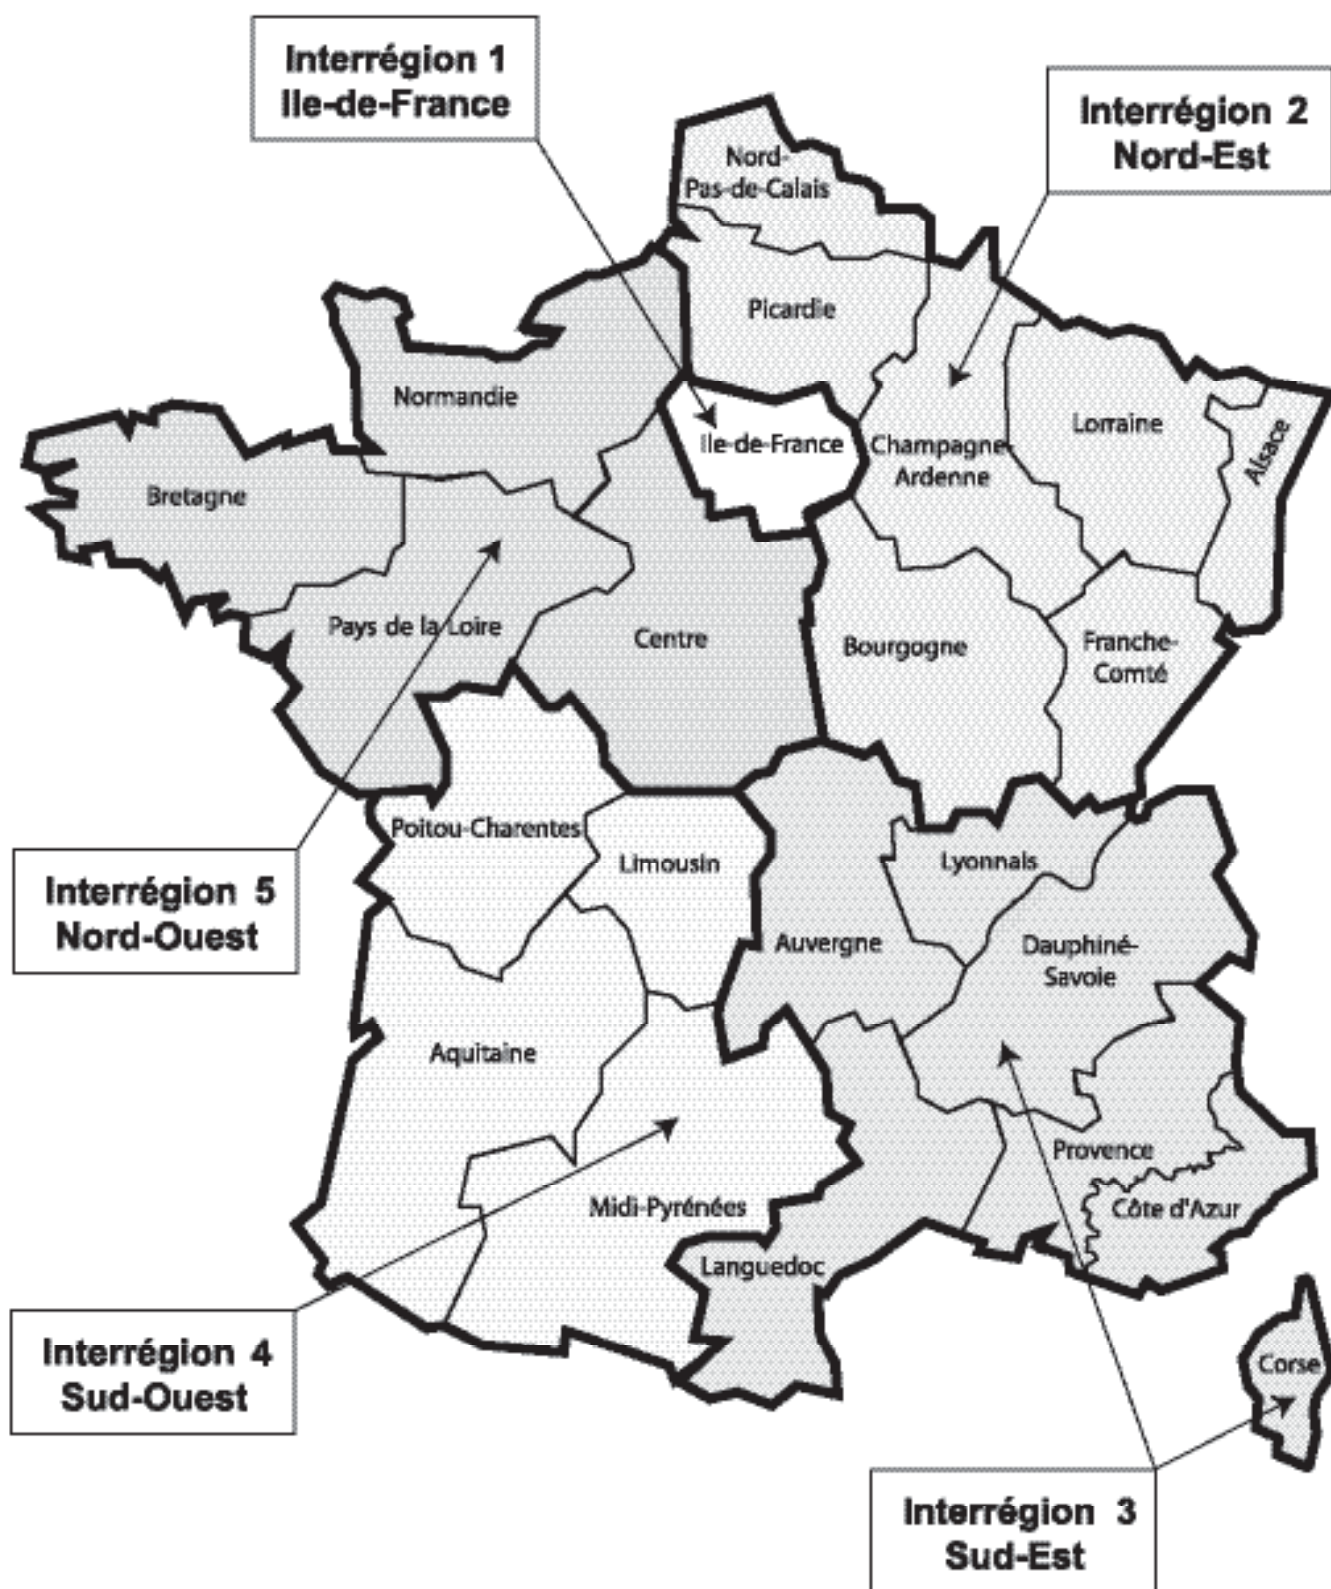 Interrégion 1
Ile-de-France
Interrégion 2
Nord-Est
Nord-
Pas-de-Calais
Picardie
Normandie
Ile-de-France
Champagne-
Ardenne
Lorraine
Alsace
Bretagne
Pays de la Loire
Centre
Bourgogne
Franche-
Comté
Poitou-Charentes
Limousin
Lyonnais
Interrégion 5
Nord-Ouest
Auvergne
Dauphiné-
Savoie
Aquitaine
Provence
Midi-Pyrénées
Côte d'Azur
Languedoc
Interrégion 4
Sud-Ouest
Corse
Interrégion 3
Sud-Est